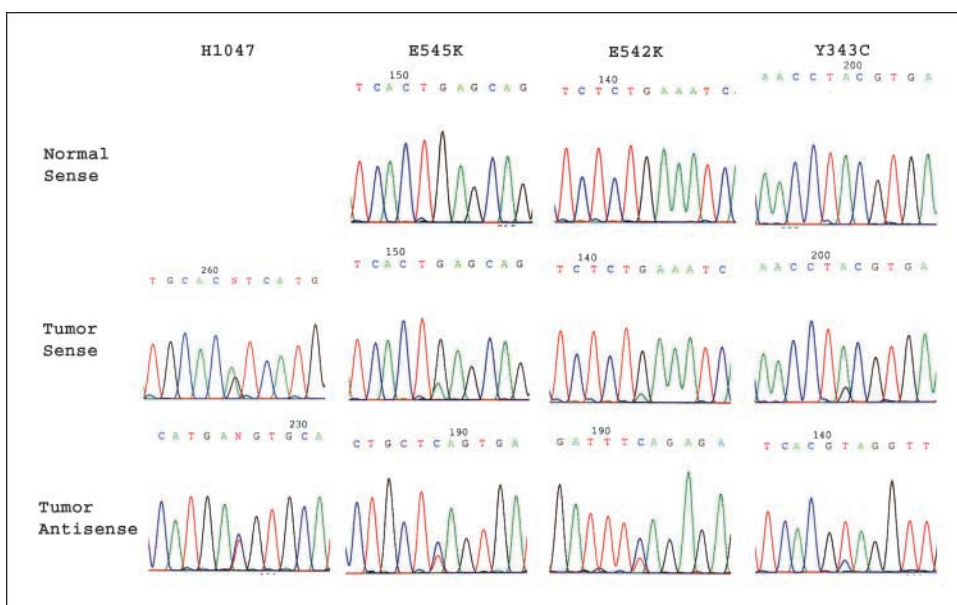 H1047 E545K E542K Y343C
150 140 200
T C A C T G A G C A G T C T C T G A A A T C A A C C T A C G T G A
Normal
Sense
260 150 140 200
T G C A C N T C A T G T C A C T G A G C A G T C T C T G A A A T C A A C C T A C G T G A
Tumor
Sense
230 190 190 140
C A T G A N G T G C A C T G C T C A G T G A G A T T T C A G A G A T C A C G T A G G T T
Tumor
Antisense